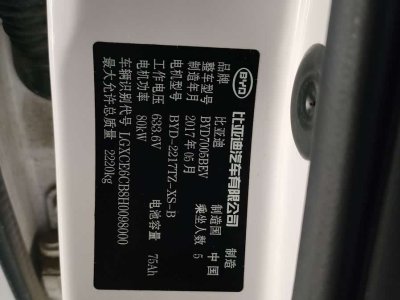 BYD
比亚迪汽车有限公司 制造
品牌 比亚迪 制造国 中国
整车型号 BYD7005BEV 乘坐人数 5
制造年月 2017年05月
电机型号 BYD-2217TZ-XS-B
工作电压 633.6V 电池容量 75Ah
电机功率 80kW
车辆识别代号 LGXCE6CB8H0098000
最大允许总质量 2220kg